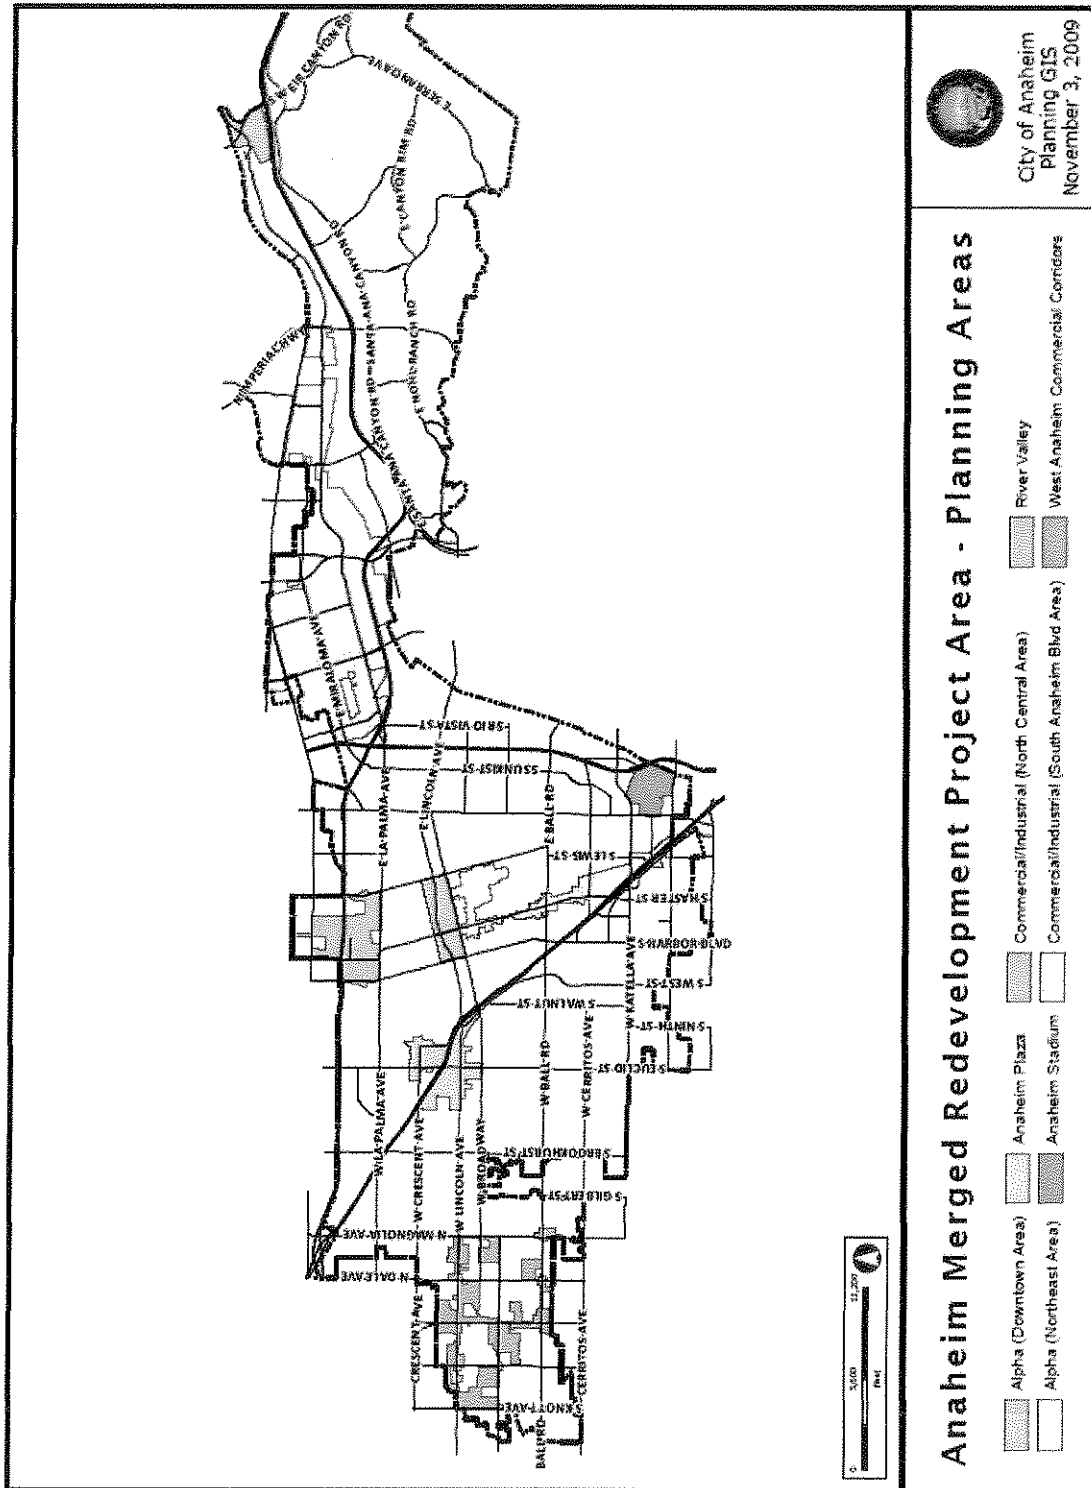 Anaheim Merged Redevelopment Project Area - Planning Areas
Alpha (Downtown Area)
Alpha (Northeast Area)
Anaheim Plaza
Anaheim Stadium
Commercial/Industrial (North Central Area)
Commercial/Industrial (South Anaheim Blvd Area)
River Valley
West Anaheim Commercial Corridors
City of Anaheim
Planning GIS
November 3, 2009
0
11,200
Feet
N IMPERIAL HWY
E SERRANO AVE
E CANYON RIM RD
SANTA ANA CANYON RD
E NOHL RANCH RD
E SANTA ANA CANYON RD
E MIRALOMA AVE
S RIO VISTA ST
S SUNKIST ST
E LA PALMA AVE
E LINCOLN AVE
E BALL RD
S LEWIS ST
S HASTER ST
S HARBOR BLVD
S WEST ST
S WALNUT ST
W KATELLA AVE
S NINTH ST
S EUCLID ST
W LA PALMA AVE
W CRESCENT AVE
W LINCOLN AVE
W BROADWAY
W BALL RD
W CERRITOS AVE
S BROOKHURST ST
S GILBERT ST
N MAGNOLIA AVE
N DALE AVE
CRESCENT AVE
CERRITOS AVE
S KNOTT AVE
BALL RD